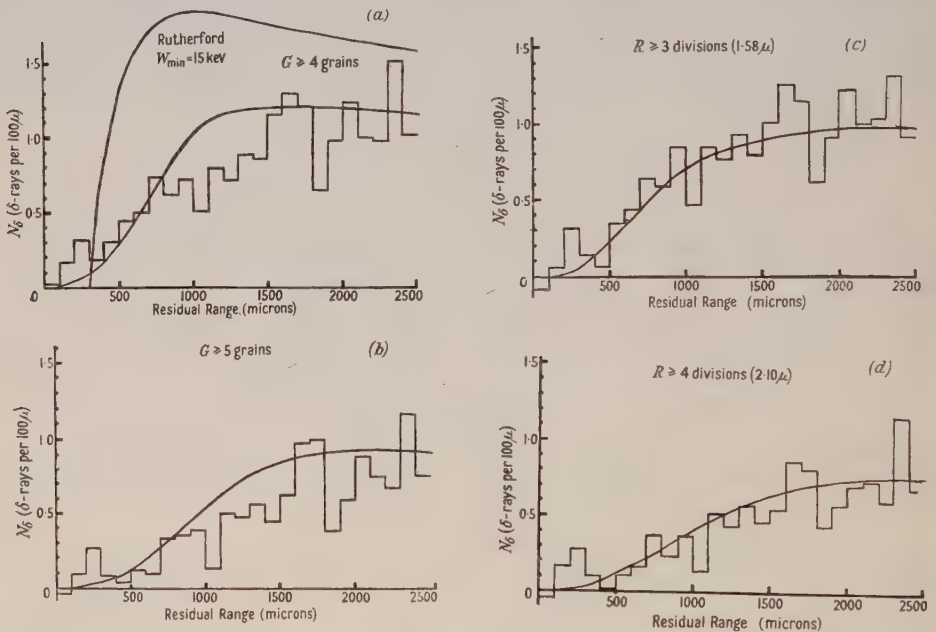 (a)
Rutherford
W_min = 15 keV
G ⩾ 4 grains
N_δ (δ-rays per 100μ)
1·5
1·0
0·5
0
500 1000 1500 2000 2500
Residual Range (microns)
(c)
R ⩾ 3 divisions (1·58μ)
N_δ (δ-rays per 100μ)
1·5
1·0
0·5
0
500 1000 1500 2000 2500
Residual Range (microns)
(b)
G ⩾ 5 grains
N_δ (δ-rays per 100μ)
1·5
1·0
0·5
0
500 1000 1500 2000 2500
Residual Range (microns)
(d)
R ⩾ 4 divisions (2·10μ)
N_δ (δ-rays per 100μ)
1·5
1·0
0·5
0
500 1000 1500 2000 2500
Residual Range (microns)